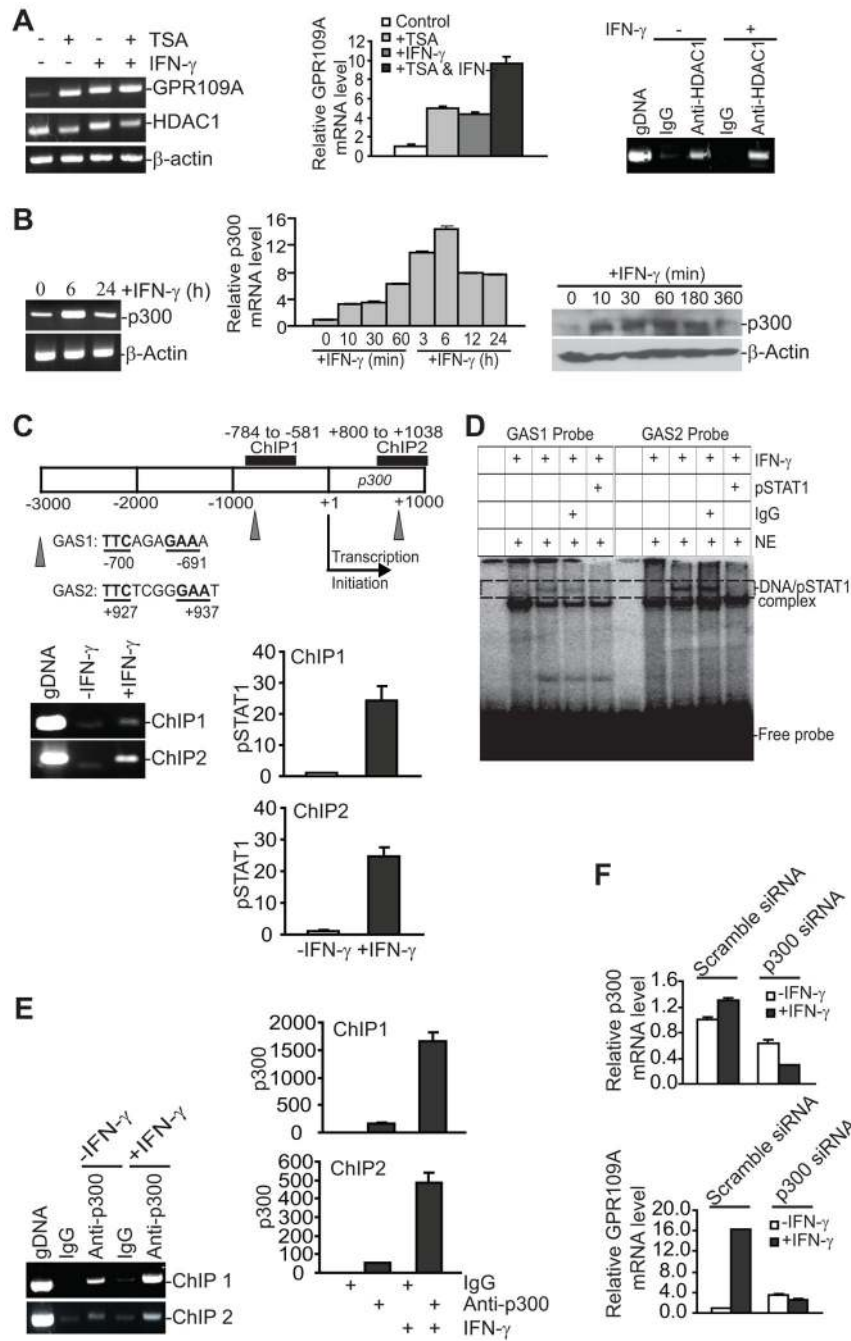 A
- + - + TSA
- - + + IFN-γ
-GPR109A
-HDAC1
-β-actin
Relative GPR109A
mRNA level
12
10
8
6
4
2
0
Control
+TSA
+IFN-γ
+TSA & IFN-
IFN-γ - +
gDNA
IgG
Anti-HDAC1
IgG
Anti-HDAC1
B
0 6 24 +IFN-γ (h)
-p300
-β-Actin
Relative p300
mRNA level
16
12
8
4
0
0 10 30 60 3 6 12 24
+IFN-γ (min) +IFN-γ (h)
+IFN-γ (min)
0 10 30 60 180 360
-p300
-β-Actin
C
-784 to -581 +800 to +1038
ChIP1 ChIP2
p300
-3000 -2000 -1000 +1 +1000
GAS1: TTCAGAGAAA
-700 -691
GAS2: TTCTCGGGAAT
+927 +937
Transcription
Initiation
gDNA
-IFN-γ
+IFN-γ
-ChIP1
-ChIP2
ChIP1
pSTAT1
40
30
20
10
0
ChIP2
pSTAT1
40
30
20
10
0
-IFN-γ +IFN-γ
D
GAS1 Probe GAS2 Probe
+ + + + + + + + IFN-γ
+ + pSTAT1
+ + IgG
+ + + + + + + + NE
-DNA/pSTAT1
complex
-Free probe
E
-IFN-γ
+IFN-γ
gDNA
IgG
Anti-p300
IgG
Anti-p300
-ChIP 1
-ChIP 2
ChIP1
p300
2000
1500
1000
500
0
ChIP2
p300
600
500
400
300
200
100
0
+ + IgG
+ + Anti-p300
+ + IFN-γ
F
Scramble siRNA
p300 siRNA
Relative p300
mRNA level
1.6
1.2
0.8
0.4
0
-IFN-γ
+IFN-γ
Scramble siRNA
p300 siRNA
Relative GPR109A
mRNA level
20.0
16.0
12.0
8.0
4.0
0.0
-IFN-γ
+IFN-γ